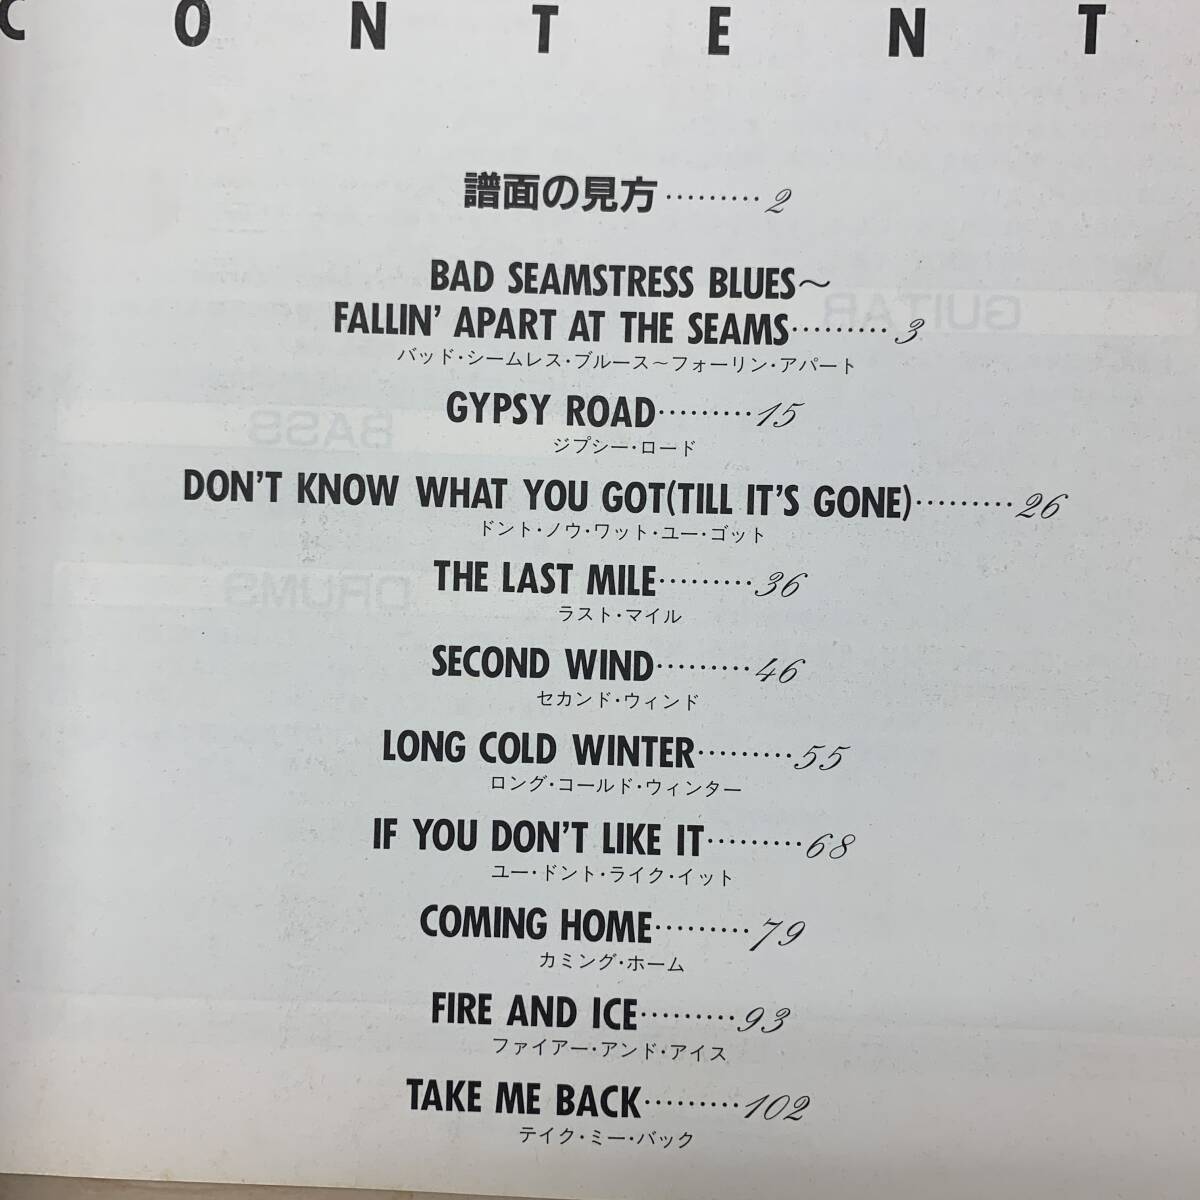 CONTENT
譜面の見方………2
BAD SEAMSTRESS BLUES～
FALLIN' APART AT THE SEAMS………3
バッド・シームレス・ブルース～フォーリン・アパート
GYPSY ROAD………15
ジプシー・ロード
DON'T KNOW WHAT YOU GOT(TILL IT'S GONE)………26
ドント・ノウ・ワット・ユー・ゴット
THE LAST MILE………36
ラスト・マイル
SECOND WIND………46
セカンド・ウィンド
LONG COLD WINTER………55
ロング・コールド・ウィンター
IF YOU DON'T LIKE IT………68
ユー・ドント・ライク・イット
COMING HOME………79
カミング・ホーム
FIRE AND ICE………93
ファイアー・アンド・アイス
TAKE ME BACK………102
テイク・ミー・バック
GUITAR
BASS
DRUMS